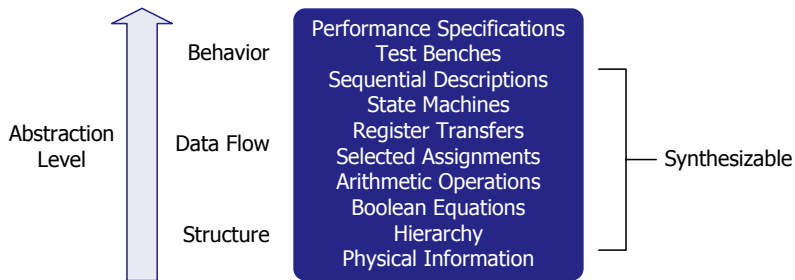 Performance Specifications
Behavior
Test Benches
Sequential Descriptions
State Machines
Abstraction
Level
Data Flow
Register Transfers
Selected Assignments
Synthesizable
Arithmetic Operations
Boolean Equations
Structure
Hierarchy
Physical Information